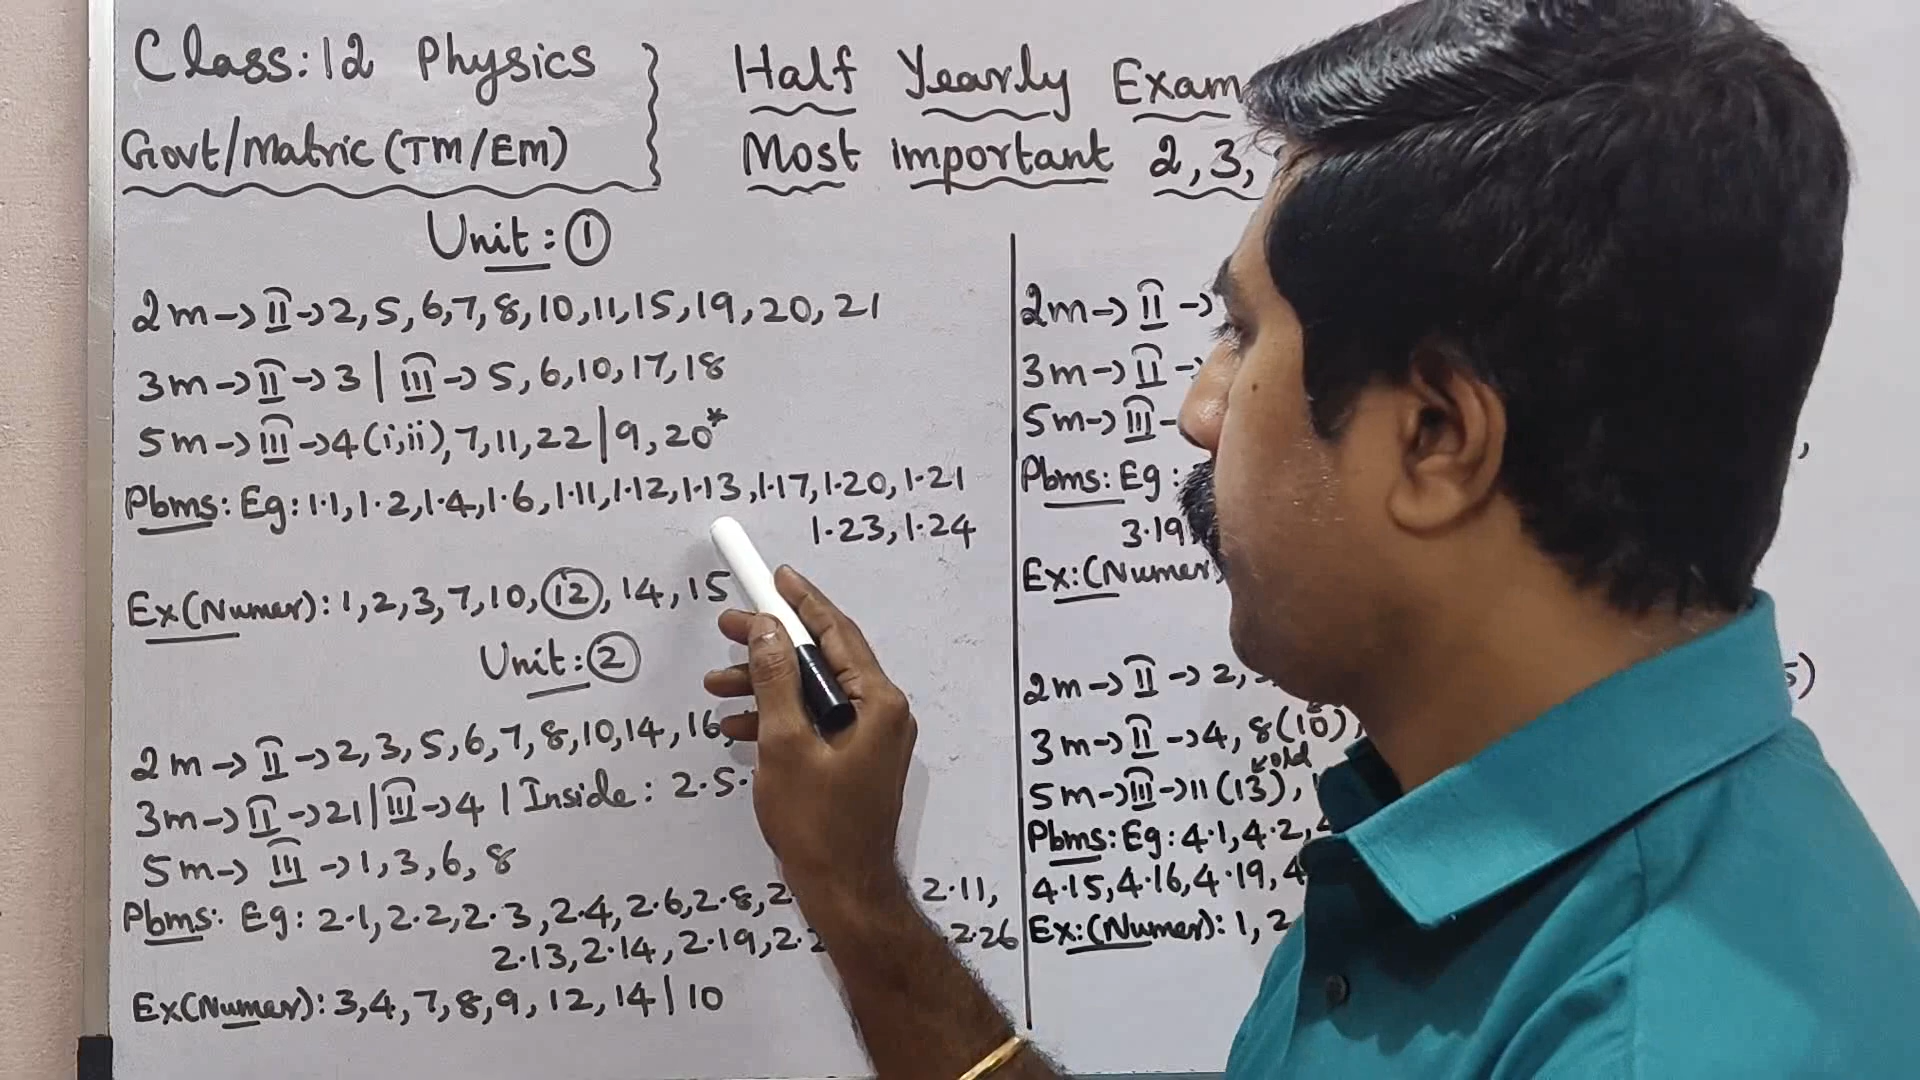 Class:12 Physics
Govt/Matric (TM/EM)
Half Yearly Exam
Most important 2,3,
Unit: 1
2m→II→2,5,6,7,8,10,11,15,19,20,21
3m→II→3|III→5,6,10,17,18
5m→III→4(i,ii),7,11,22|9,20*
Pbms: Eg: 1.1,1.2,1.4,1.6,1.11,1.12,1.13,1.17,1.20,1.21
1.23,1.24
Ex(Numer): 1,2,3,7,10,12,14,15
Unit: 2
2m→II→2,3,5,6,7,8,10,14,16,
3m→II→21|III→4|Inside: 2.5.
5m→III→1,3,6,8
Pbms: Eg: 2.1,2.2,2.3,2.4,2.6,2.8,2. 2.11,
2.13,2.14,2.19,2.2 2.26
Ex(Numer): 3,4,7,8,9,12,14|10
2m→II→
3m→II→
5m→III
Pbms: Eg:
3.19
Ex:(Numer
2m→II→2,
5)
3m→II→4,8(10),
old
5m→III→11(13),
Pbms: Eg: 4.1,4.2,4
4.15,4.16,4.19,4
Ex:(Numer): 1,2